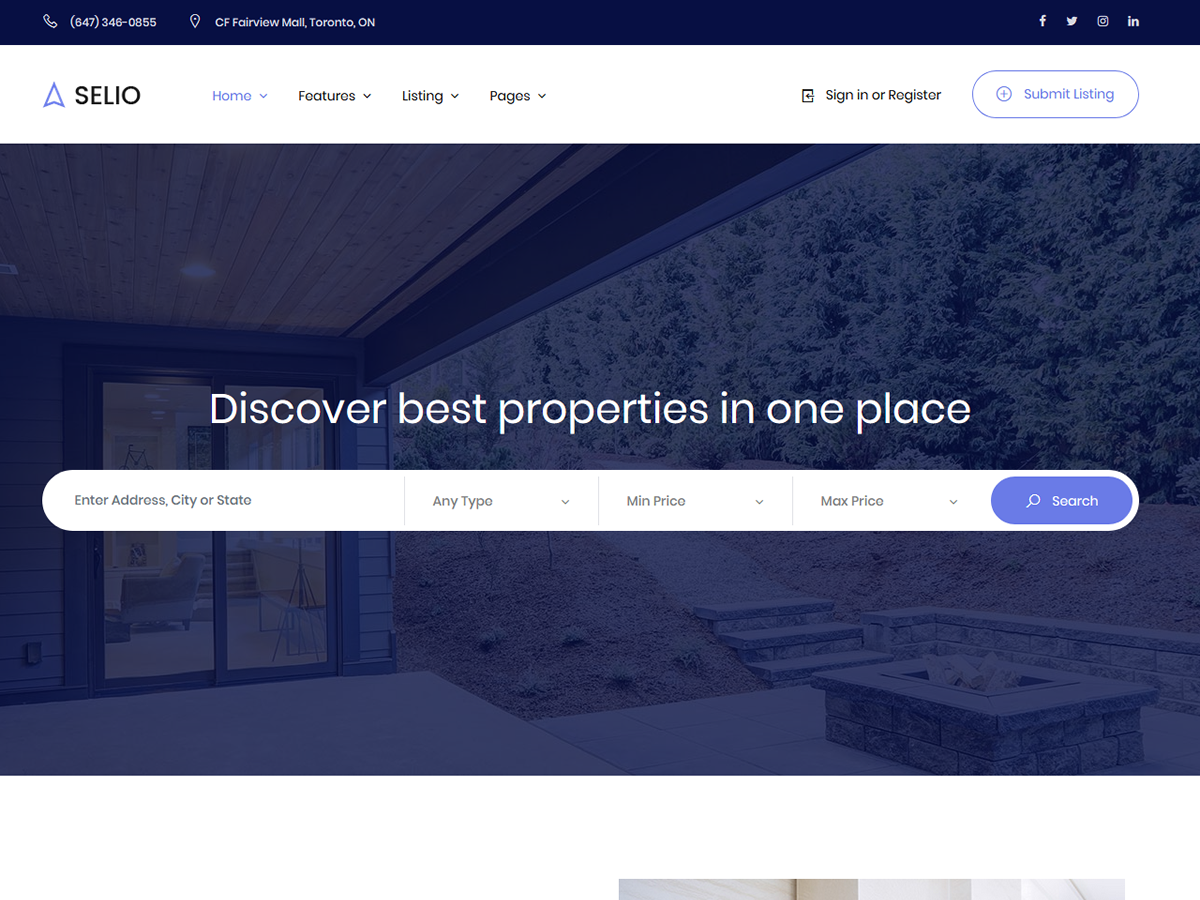 (647) 346-0855 CF Fairview Mall, Toronto, ON
SELIO Home Features Listing Pages Sign in or Register Submit Listing
Discover best properties in one place
Enter Address, City or State Any Type Min Price Max Price Search